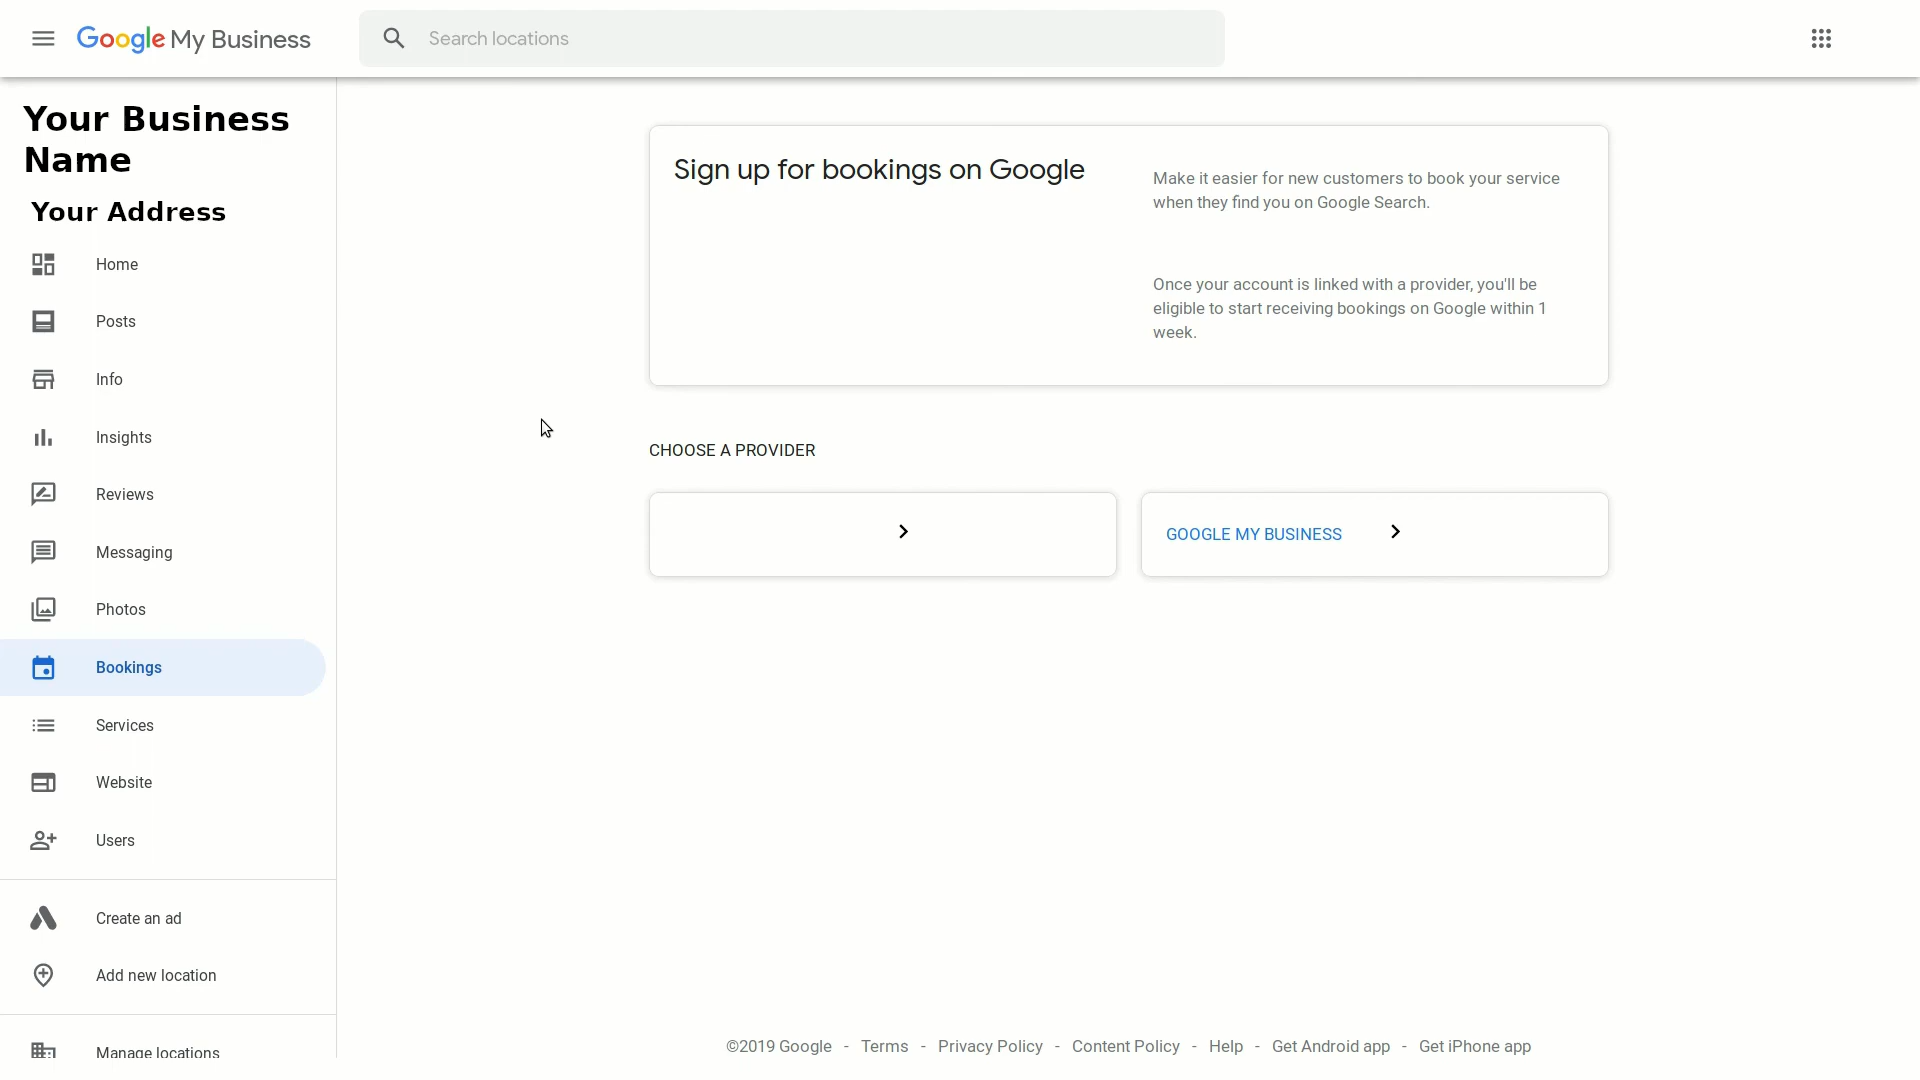 Google My Business
Search locations
Your Business
Name
Your Address
Home
Posts
Info
Insights
Reviews
Messaging
Photos
Bookings
Services
Website
Users
Create an ad
Add new location
Manage locations
Sign up for bookings on Google
Make it easier for new customers to book your service
when they find you on Google Search.
Once your account is linked with a provider, you'll be
eligible to start receiving bookings on Google within 1
week.
CHOOSE A PROVIDER
GOOGLE MY BUSINESS
©2019 Google - Terms - Privacy Policy - Content Policy - Help - Get Android app - Get iPhone app